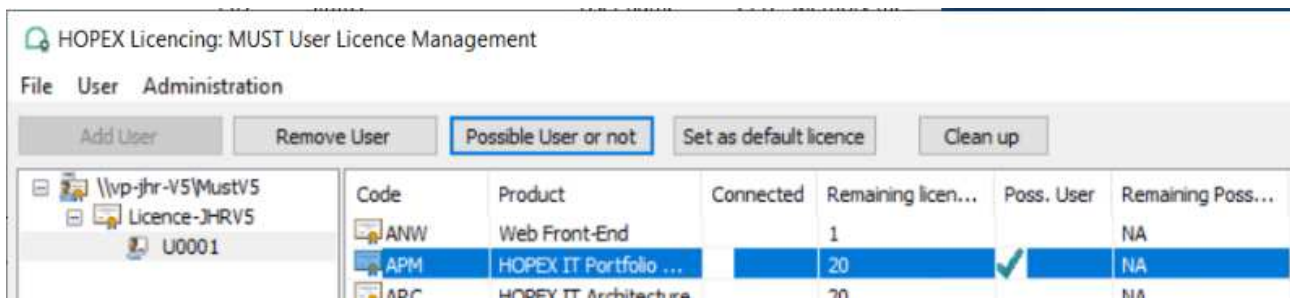 HOPEX Licencing: MUST User Licence Management
File User Administration
Add User Remove User Possible User or not Set as default licence Clean up
\\vp-jhr-V5\MustV5
Licence-JHRV5
U0001
Code Product Connected Remaining licen... Poss. User Remaining Poss...
ANW Web Front-End 1 NA
APM HOPEX IT Portfolio ... 20 NA
ARC HOPEX IT Architecture 20 NA